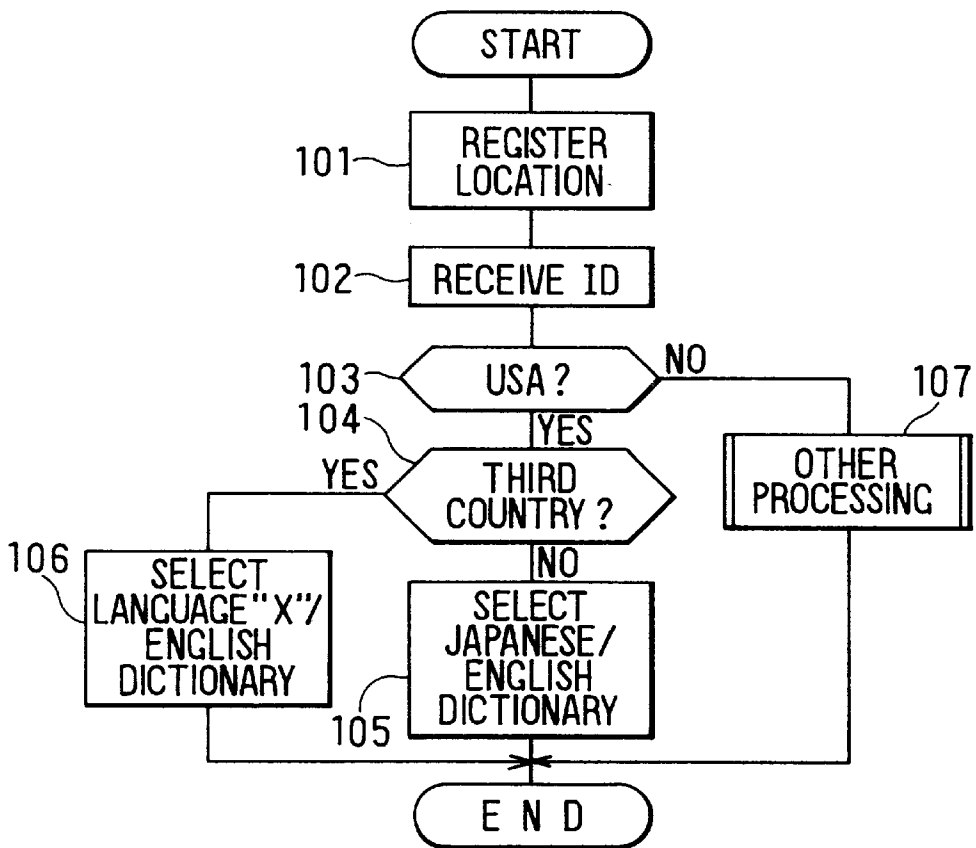 START
101
REGISTER
LOCATION
102
RECEIVE ID
103
USA?
NO
107
104
YES
YES
THIRD
COUNTRY?
OTHER
PROCESSING
106
NO
SELECT
LANGUAGE"X"/
ENGLISH
DICTIONARY
SELECT
JAPANESE/
ENGLISH
DICTIONARY
105
END